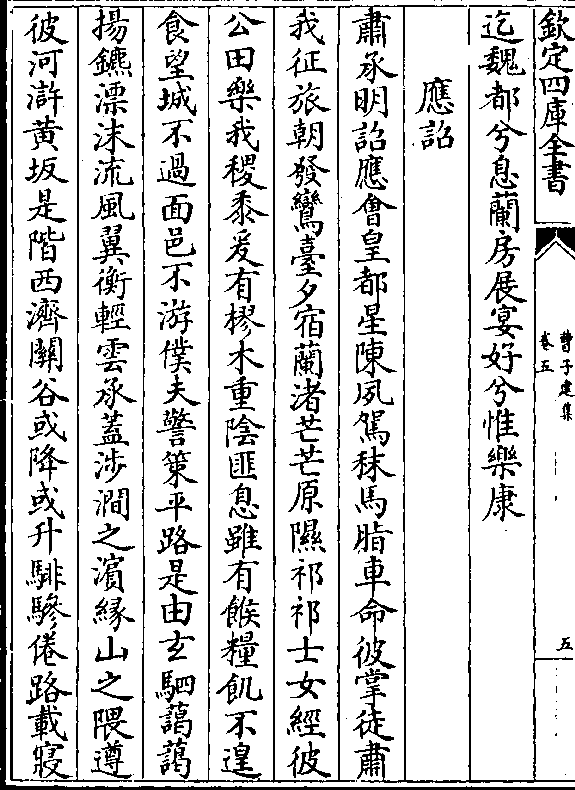 欽定四庫全書
曹子建集
卷五
五
迄魏都兮息蘭房展宴好兮惟樂康
應詔
肅承明詔應會皇都星陳夙駕秣馬脂車命彼掌徒肅
我征旅朝發鸞臺夕宿蘭渚芒芒原隰祁祁士女經彼
公田樂我稷黍爰有樛木重陰匪息雖有餱糧飢不遑
食望城不過面邑不游僕夫警策平路是由玄駟藹藹
揚鑣漂沫流風翼衡輕雲承蓋涉澗之濱緣山之隈遵
彼河滸黃坂是階西濟關谷或降或升騑驂倦路載寢